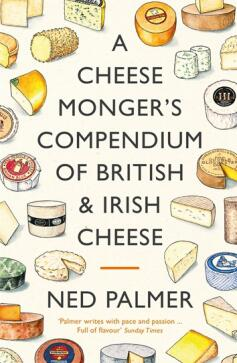 A
CHEESE
MONGER'S
COMPENDIUM
OF BRITISH
& IRISH
CHEESE
NED PALMER
'Palmer writes with pace and passion ...
Full of flavour' Sunday Times